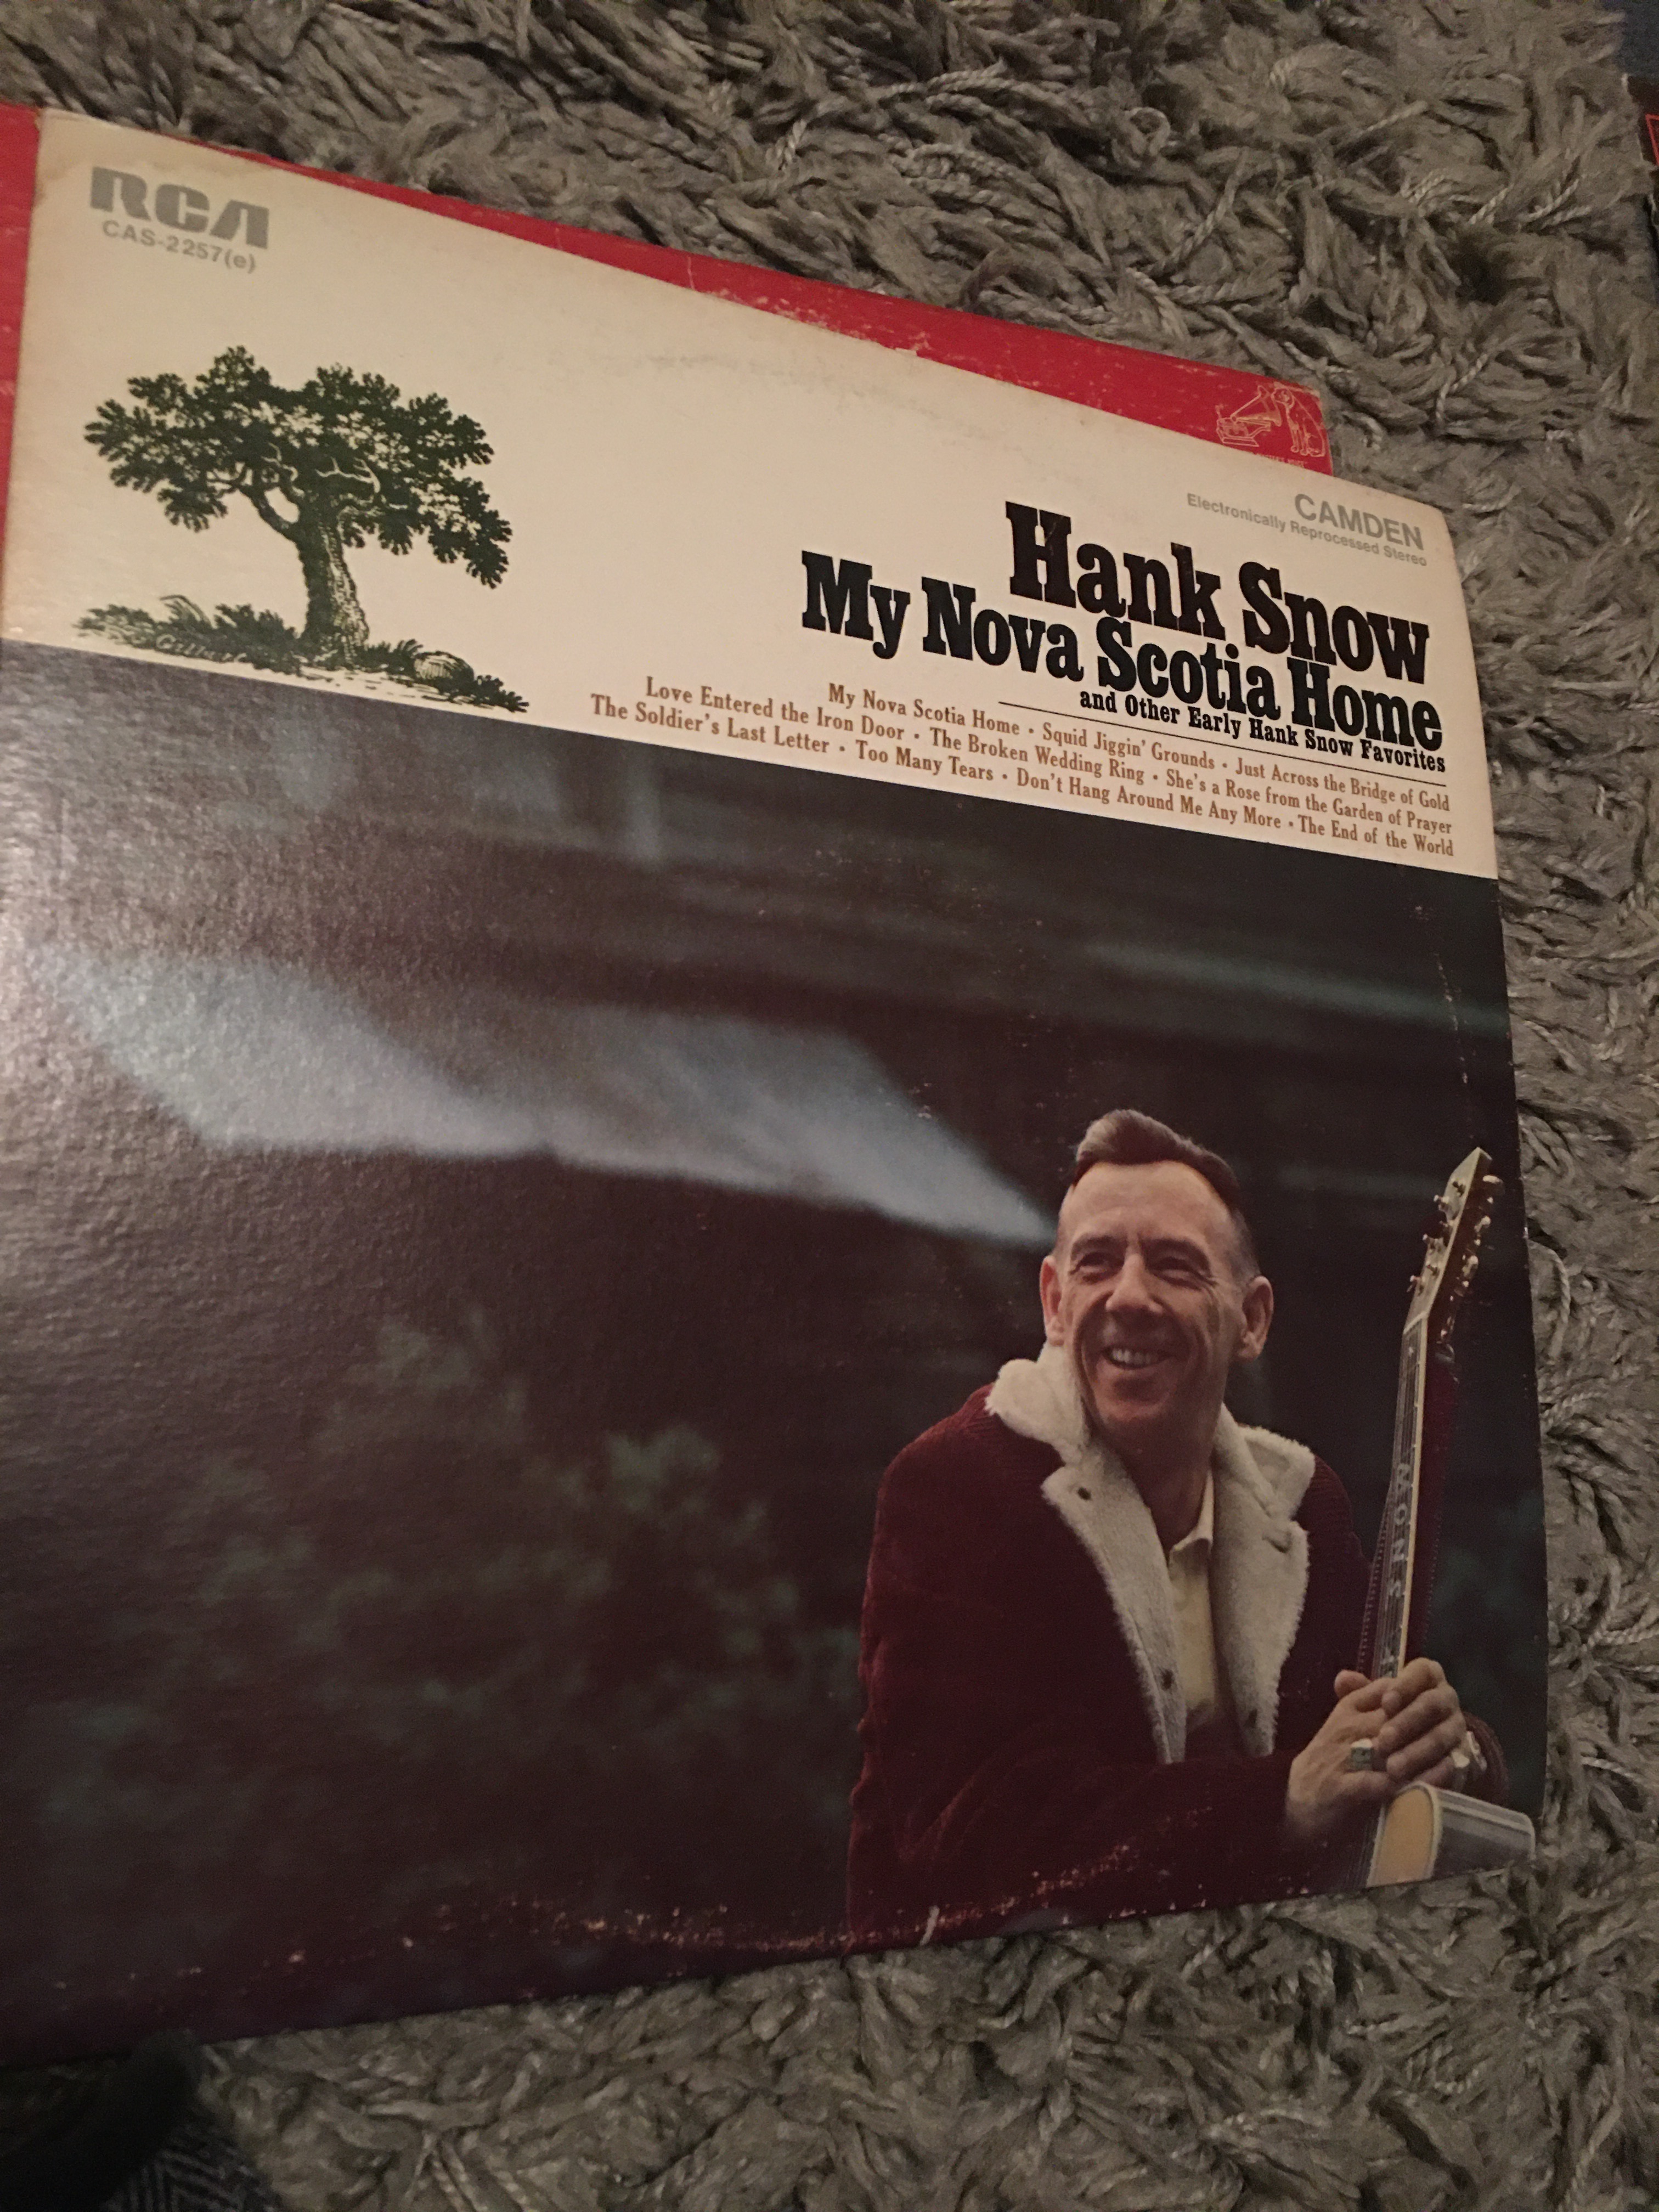 RCA
CAS-2257(e)
CAMDEN
Electronically Reprocessed Stereo
Hank Snow
My Nova Scotia Home
and Other Early Hank Snow Favorites
My Nova Scotia Home • Squid Jiggin' Grounds • Just Across the Bridge of Gold
Love Entered the Iron Door • The Broken Wedding Ring • She's a Rose from the Garden of Prayer
The Soldier's Last Letter • Too Many Tears • Don't Hang Around Me Any More • The End of the World